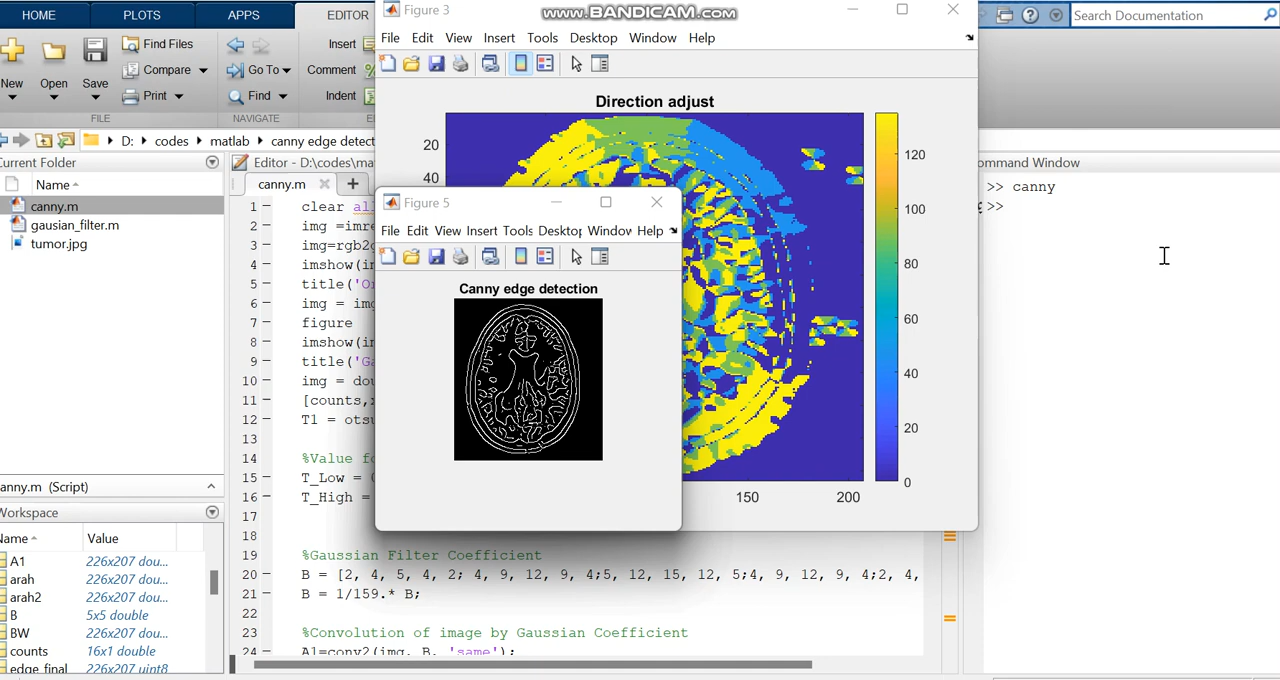 HOME PLOTS APPS EDITOR
Figure 3
www.BANDICAM.com
Search Documentation
File Edit View Insert Tools Desktop Window Help
New Open Save
Find Files
Compare
Print
Go To
Find
Insert
Comment
Indent
FILE NAVIGATE
D: codes matlab canny edge detect
Current Folder
Name
canny.m
gausian_filter.m
tumor.jpg
Editor - D:\codes\ma
canny.m
Direction adjust
20
40
150 200
120
100
80
60
40
20
0
Figure 5
File Edit View Insert Tools Desktop Window Help
Canny edge detection
ommand Window
>> canny
>>
1 clear al
2 img =imre
3 img=rgb2
4 imshow(i
5 title('O
6 img = im
7 figure
8 imshow(i
9 title('G
10 img = dou
11 [counts,
12 T1 = ots
13
14 %Value fo
15 T_Low =
16 T_High =
17
18
19 %Gaussian Filter Coefficient
20 B = [2, 4, 5, 4, 2; 4, 9, 12, 9, 4;5, 12, 15, 12, 5;4, 9, 12, 9, 4;2, 4,
21 B = 1/159.* B;
22
23 %Convolution of image by Gaussian Coefficient
24 A1=conv2(img, B, 'same');
anny.m (Script)
Workspace
Name Value
A1 226x207 dou...
arah 226x207 dou...
arah2 226x207 dou...
B 5x5 double
BW 226x207 dou...
counts 16x1 double
edge_final 226x207 uint8